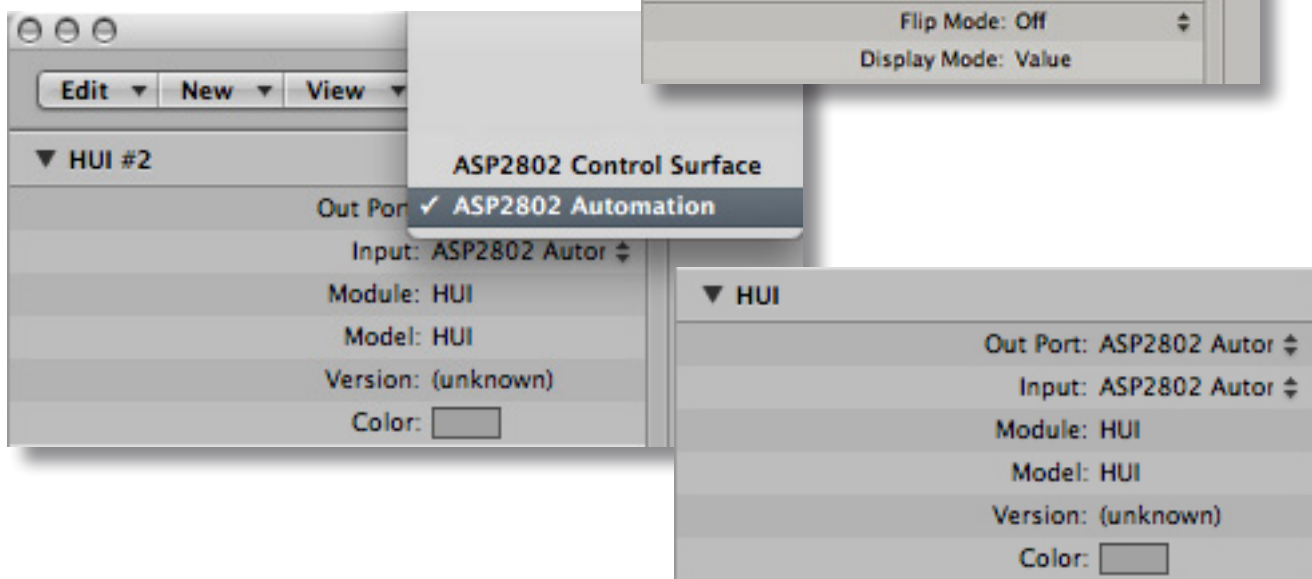 Flip Mode: Off
Display Mode: Value
Edit New View
▼ HUI #2
ASP2802 Control Surface
Out Por ✓ ASP2802 Automation
Input: ASP2802 Autor
Module: HUI
Model: HUI
Version: (unknown)
Color:
▼ HUI
Out Port: ASP2802 Autor
Input: ASP2802 Autor
Module: HUI
Model: HUI
Version: (unknown)
Color: